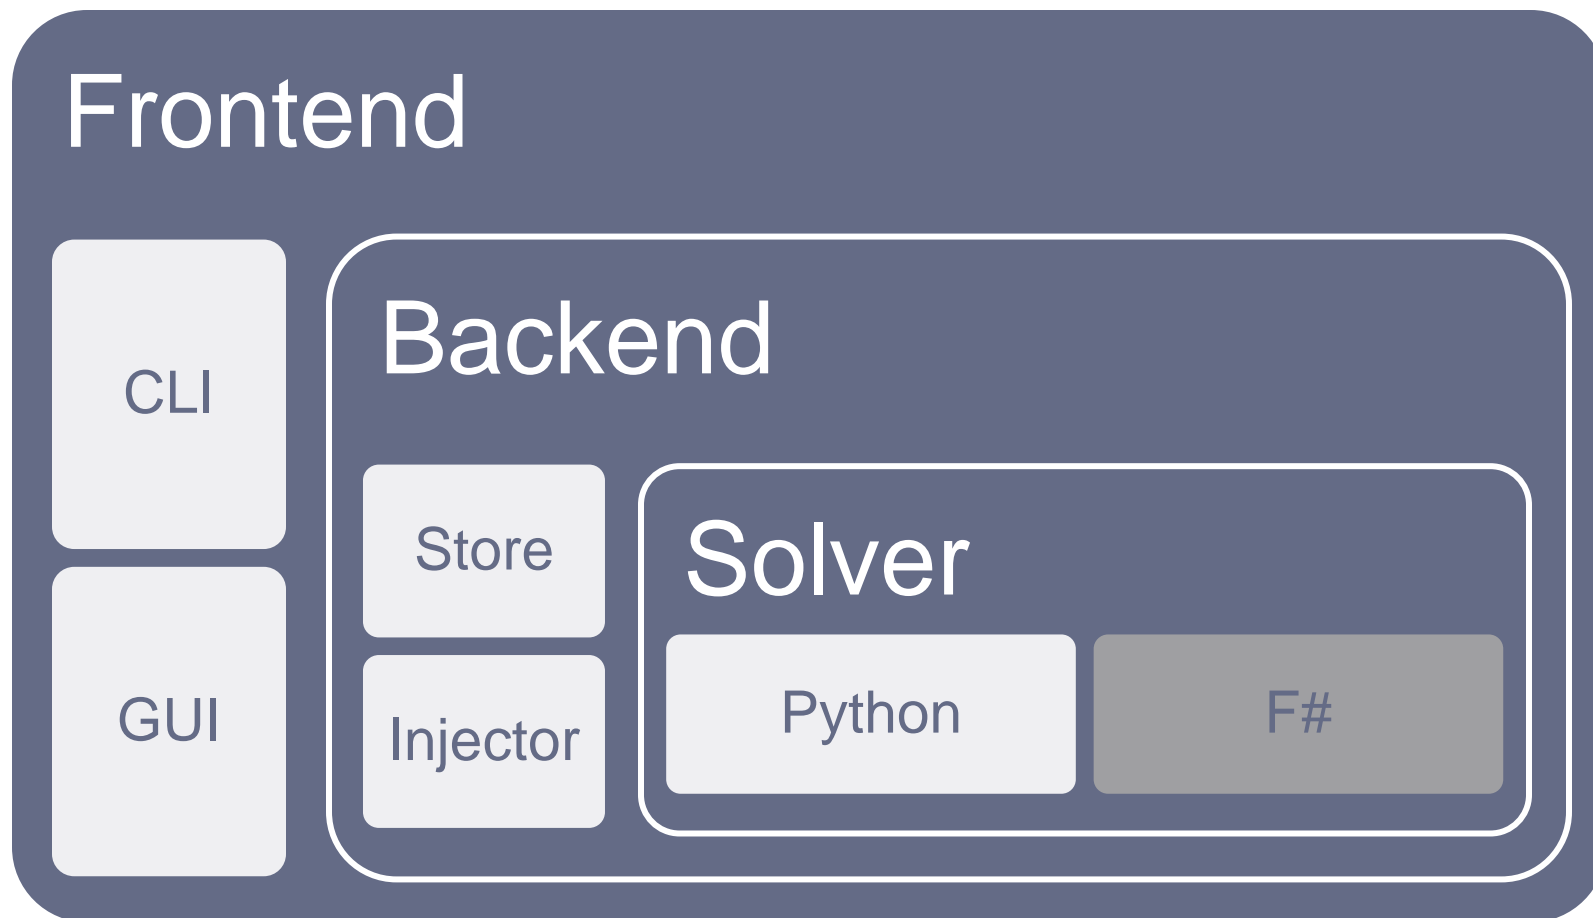 Frontend
CLI
GUI
Backend
Store
Injector
Solver
Python
F#